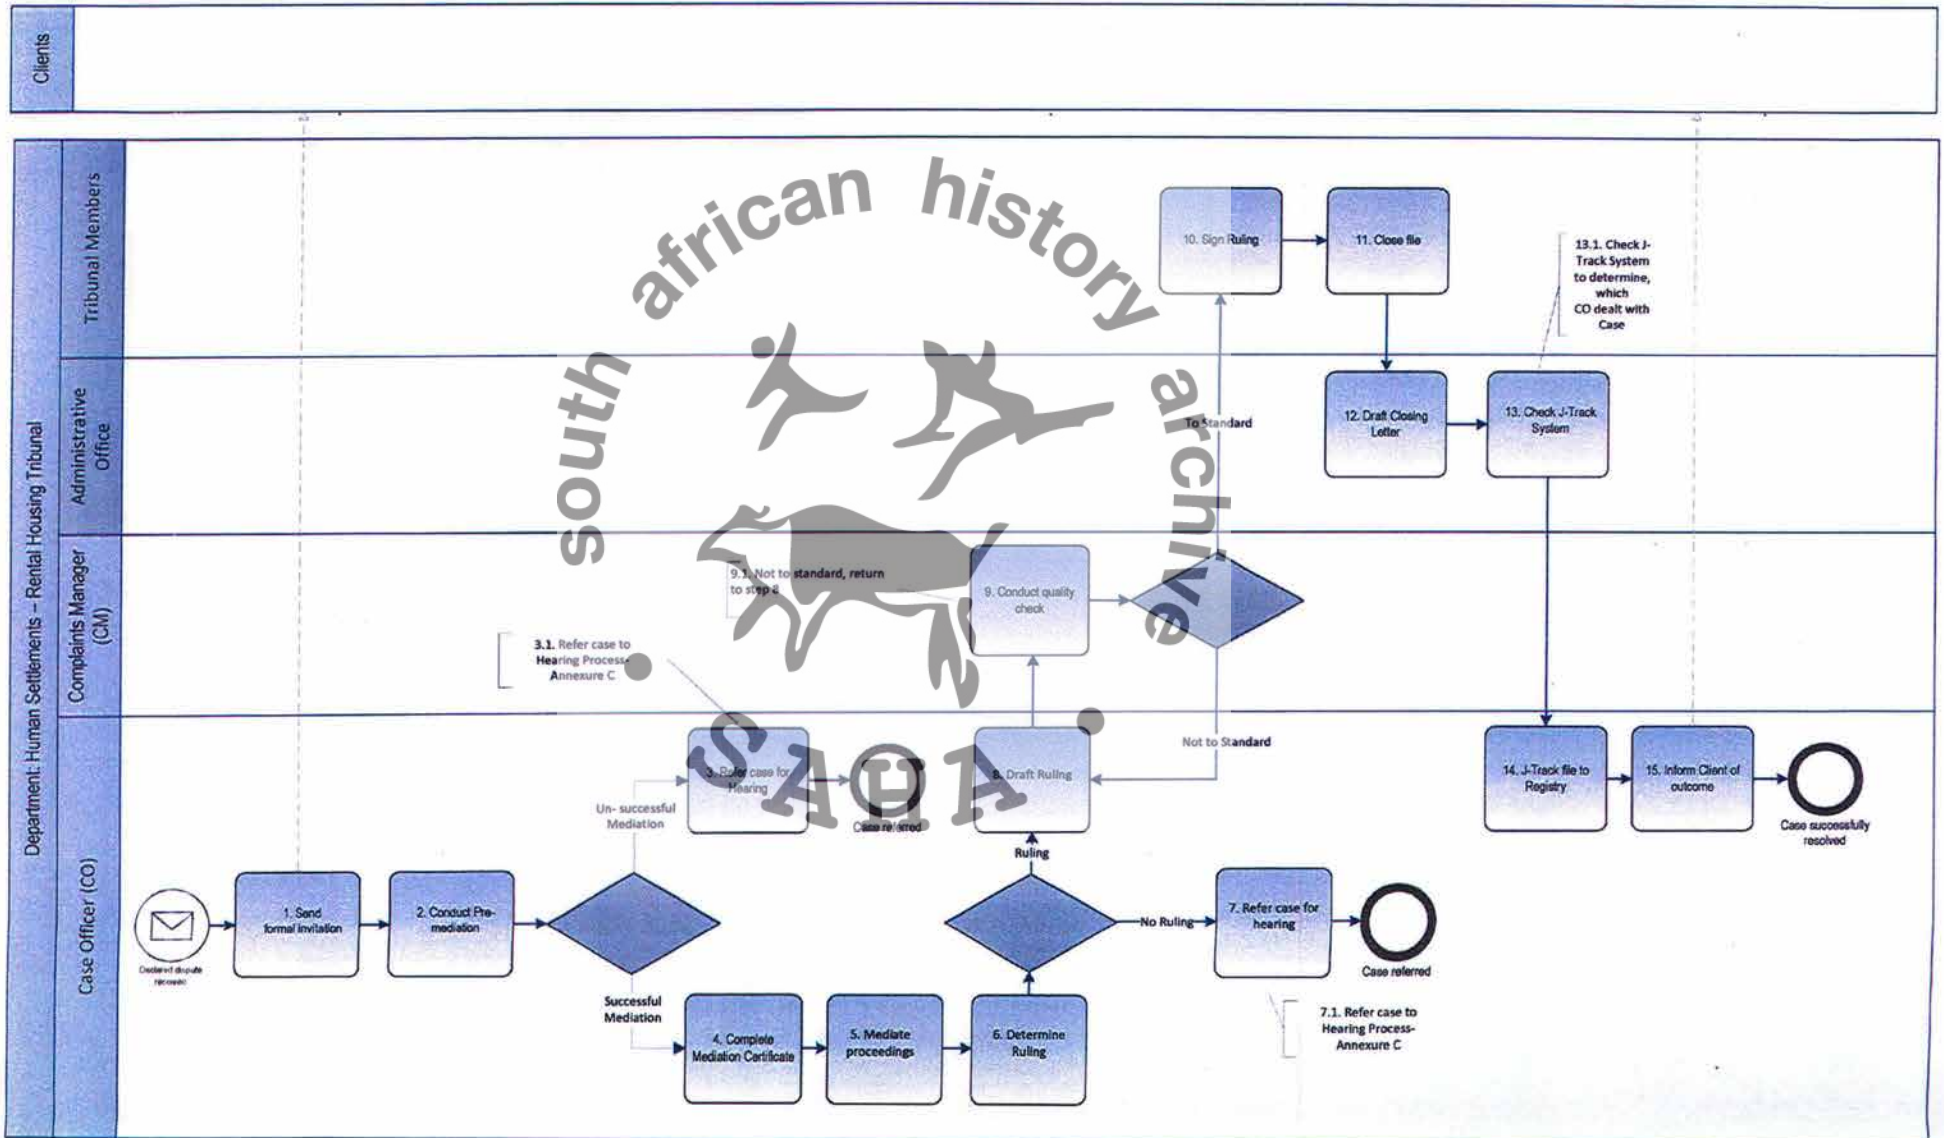 Clients
Department: Human Settlements – Rental Housing Tribunal
Tribunal Members
Administrative
Office
Complaints Manager
(CM)
Case Officer (CO)
south african history archive
SAHA
10. Sign Ruling
11. Close file
13.1. Check J-
Track System
to determine,
which
CO dealt with
Case
12. Draft Closing
Letter
13. Check J-Track
System
To Standard
9.1. Not to standard, return
to step 8
9. Conduct quality
check
3.1. Refer case to
Hearing Process-
Annexure C
Not to Standard
3. Refer case for
Hearing
Case referred
8. Draft Ruling
14. J-Track file to
Registry
15. Inform Client of
outcome
Case successfully
resolved
Un- successful
Mediation
Ruling
Declared dispute
received
1. Send
formal invitation
2. Conduct Pre-
mediation
No Ruling
7. Refer case for
hearing
Case referred
Successful
Mediation
4. Complete
Mediation Certificate
5. Mediate
proceedings
6. Determine
Ruling
7.1. Refer case to
Hearing Process-
Annexure C